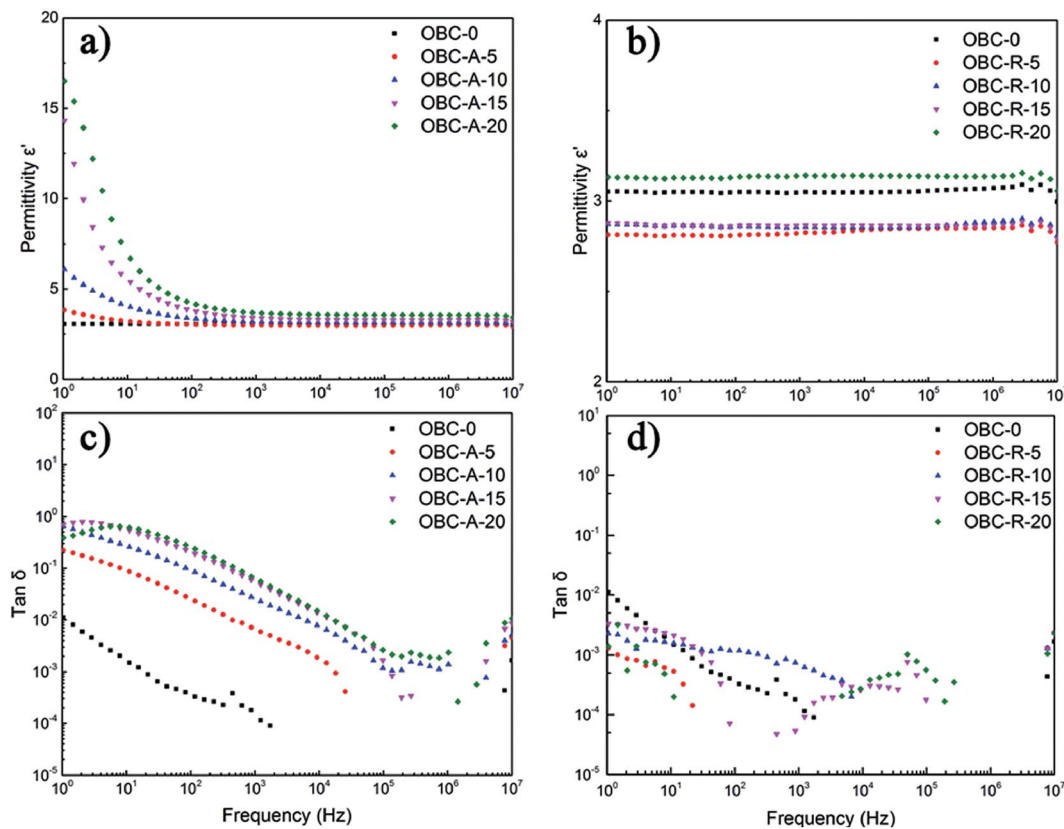 a)
OBC-0
OBC-A-5
OBC-A-10
OBC-A-15
OBC-A-20
Permittivity ε'
20
15
10
5
0
10⁰ 10¹ 10² 10³ 10⁴ 10⁵ 10⁶ 10⁷
b)
OBC-0
OBC-R-5
OBC-R-10
OBC-R-15
OBC-R-20
Permittivity ε'
4
3
2
10⁰ 10¹ 10² 10³ 10⁴ 10⁵ 10⁶ 10⁷
c)
OBC-0
OBC-A-5
OBC-A-10
OBC-A-15
OBC-A-20
Tan δ
10²
10¹
10⁰
10⁻¹
10⁻²
10⁻³
10⁻⁴
10⁻⁵
10⁰ 10¹ 10² 10³ 10⁴ 10⁵ 10⁶ 10⁷
Frequency (Hz)
d)
OBC-0
OBC-R-5
OBC-R-10
OBC-R-15
OBC-R-20
Tan δ
10¹
10⁰
10⁻¹
10⁻²
10⁻³
10⁻⁴
10⁻⁵
10⁰ 10¹ 10² 10³ 10⁴ 10⁵ 10⁶ 10⁷
Frequency (Hz)